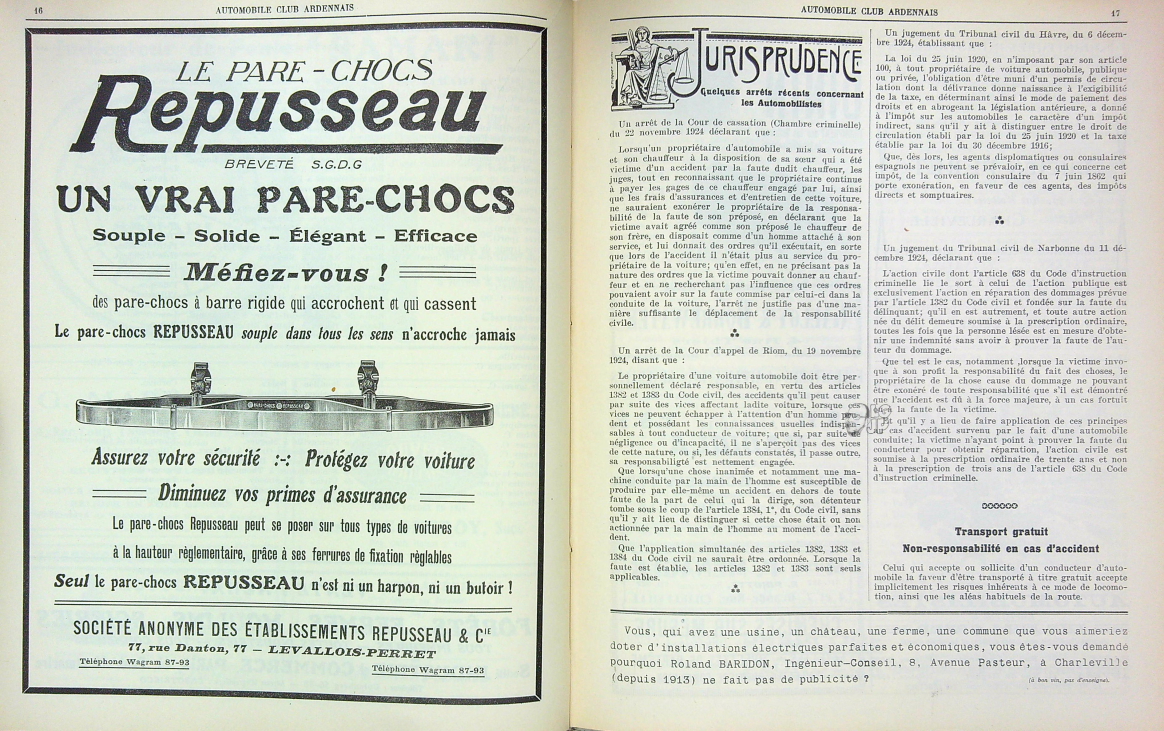 16
AUTOMOBILE CLUB ARDENNAIS
LE PARE-CHOCS
Repusseau
BREVETÉ S.G.D.G
UN VRAI PARE-CHOCS
Souple – Solide – Élégant – Efficace
Méfiez-vous !
des pare-chocs à barre rigide qui accrochent et qui cassent
Le pare-chocs REPUSSEAU souple dans tous les sens n'accroche jamais
PARE-CHOCS REPUSSEAU
Assurez votre sécurité :-: Protégez votre voiture
Diminuez vos primes d'assurance
Le pare-chocs Repusseau peut se poser sur tous types de voitures
à la hauteur règlementaire, grâce à ses ferrures de fixation règlables
Seul le pare-chocs REPUSSEAU n'est ni un harpon, ni un butoir !
SOCIÉTÉ ANONYME DES ÉTABLISSEMENTS REPUSSEAU & Cie
77, rue Danton, 77 – LEVALLOIS-PERRET
Téléphone Wagram 87-93
Téléphone Wagram 87-93
AUTOMOBILE CLUB ARDENNAIS
17
JURISPRUDENCE
Quelques arrêts récents concernant
les Automobilistes
Un arrêt de la Cour de cassation (Chambre criminelle)
du 22 novembre 1924 déclarant que :
Lorsqu'un propriétaire d'automobile a mis sa voiture
et son chauffeur à la disposition de sa sœur qui a été
victime d'un accident par la faute dudit chauffeur, les
juges, tout en reconnaissant que le propriétaire continue
à payer les gages de ce chauffeur engagé par lui, ainsi
que les frais d'assurances et d'entretien de cette voiture,
ne sauraient exonérer le propriétaire de la responsa-
bilité de la faute de son préposé, en déclarant que la
victime avait agréé comme son préposé le chauffeur de
son frère, en disposait comme d'un homme attaché à son
service, et lui donnait des ordres qu'il exécutait, en sorte
que lors de l'accident il n'était plus au service du pro-
priétaire de la voiture; qu'en effet, en ne précisant pas la
nature des ordres que la victime pouvait donner au chauf-
feur et en ne recherchant pas l'influence que ces ordres
pouvaient avoir sur la faute commise par celui-ci dans la
conduite de la voiture, l'arrêt ne justifie pas d'une ma-
nière suffisante le déplacement de la responsabilité
civile.
Un arrêt de la Cour d'appel de Riom, du 19 novembre
1924, disant que :
Le propriétaire d'une voiture automobile doit être per-
sonnellement déclaré responsable, en vertu des articles
1382 et 1383 du Code civil, des accidents qu'il peut causer
par suite des vices affectant ladite voiture, lorsque ces
vices ne peuvent échapper à l'attention d'un homme pru-
dent et possédant les connaissances usuelles indispen-
sables à tout conducteur de voiture; que si, par suite de
négligence ou d'incapacité, il ne s'aperçoit pas des vices
de cette nature, ou si, les défauts constatés, il passe outre,
sa responsabilité est nettement engagée.
Que lorsqu'une chose inanimée et notamment une ma-
chine conduite par la main de l'homme est susceptible de
produire par elle-même un accident en dehors de toute
faute de la part de celui qui la dirige, son détenteur
tombe sous le coup de l'article 1384, 1°, du Code civil, sans
qu'il y ait lieu de distinguer si cette chose était ou non
actionnée par la main de l'homme au moment de l'acci-
dent.
Que l'application simultanée des articles 1382, 1383 et
1384 du Code civil ne saurait être ordonnée. Lorsque la
faute est établie, les articles 1382 et 1383 sont seuls
applicables.
Un jugement du Tribunal civil du Hâvre, du 6 décem-
bre 1924, établissant que :
La loi du 25 juin 1920, en n'imposant par son article
100, à tout propriétaire de voiture automobile, publique
ou privée, l'obligation d'être muni d'un permis de circu-
lation dont la délivrance donne naissance à l'exigibilité
de la taxe, en déterminant ainsi le mode de paiement des
droits et en abrogeant la législation antérieure, a donné
à l'impôt sur les automobiles le caractère d'un impôt
indirect, sans qu'il y ait à distinguer entre le droit de
circulation établi par la loi du 25 juin 1920 et la taxe
établie par la loi du 30 décembre 1916;
Que, dès lors, les agents displomatiques ou consulaires
espagnols ne peuvent se prévaloir, en ce qui concerne cet
impôt, de la convention consulaire du 7 juin 1862 qui
porte exonération, en faveur de ces agents, des impôts
directs et somptuaires.
Un jugement du Tribunal civil de Narbonne du 11 dé-
cembre 1924, déclarant que :
L'action civile dont l'article 638 du Code d'instruction
criminelle lie le sort à celui de l'action publique est
exclusivement l'action en réparation des dommages prévue
par l'article 1382 du Code civil et fondée sur la faute du
délinquant; qu'il en est autrement, et toute autre action
née du délit demeure soumise à la prescription ordinaire,
toutes les fois que la personne lésée est en mesure d'obte-
nir une indemnité sans avoir à prouver la faute de l'au-
teur du dommage.
Que tel est le cas, notamment ,lorsque la victime invo-
que à son profit la responsabilité du fait des choses, le
propriétaire de la chose cause du dommage ne pouvant
être exonéré de toute responsabilité que s'il est démontré
que l'accident est dû à la force majeure, à un cas fortuit
la faute de la victime.
qu'il y a lieu de faire application de ces principes
au cas d'accident survenu par le fait d'une automobile
conduite; la victime n'ayant point à prouver la faute du
conducteur pour obtenir réparation, l'action civile est
soumise à la prescription ordinaire de trente ans et non
à la prescription de trois ans de l'article 638 du Code
d'instruction criminelle.
Transport gratuit
Non-responsabilité en cas d'accident
Celui qui accepte ou sollicite d'un conducteur d'auto-
mobile la faveur d'être transporté à titre gratuit accepte
implicitement les risques inhérents à ce mode de locomo-
tion, ainsi que les aléas habituels de la route.
Vous, qui avez une usine, un château, une ferme, une commune que vous aimeriez
doter d'installations électriques parfaites et économiques, vous êtes-vous demandé
pourquoi Roland BARIDON, Ingénieur-Conseil, 8, Avenue Pasteur, à Charleville
(depuis 1913) ne fait pas de publicité ?
(à bon vin, pas d'enseigne).